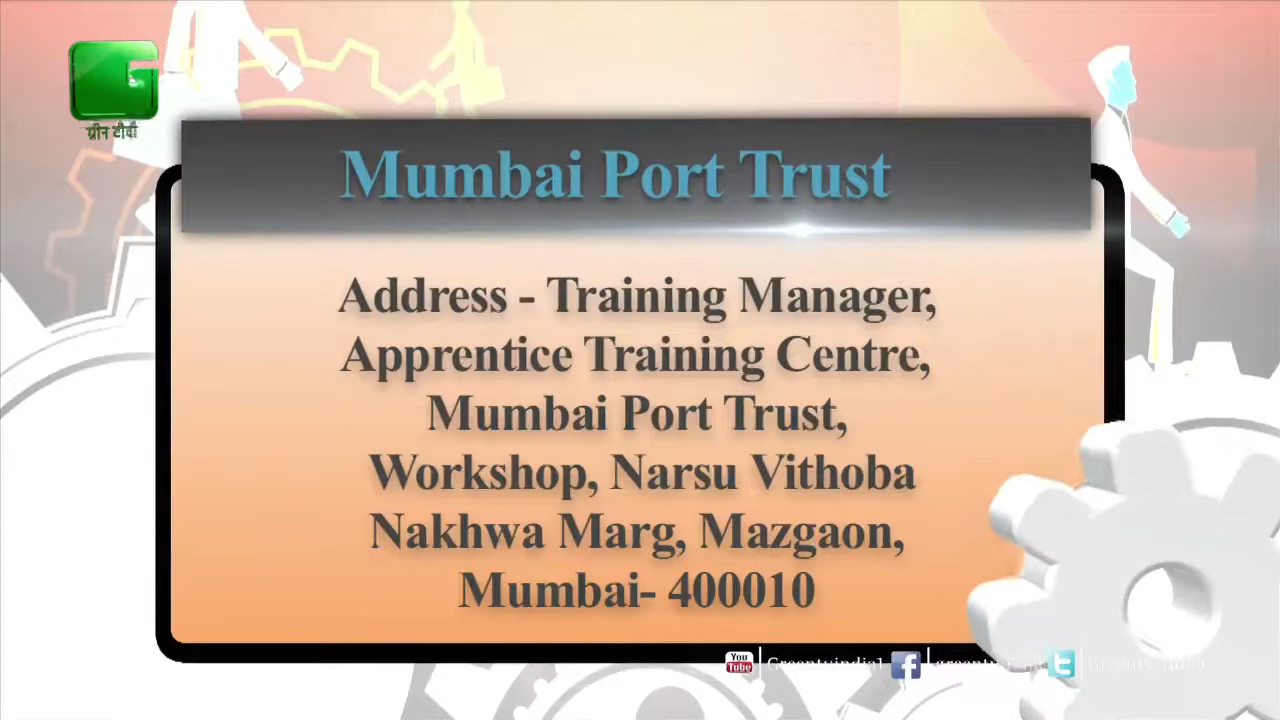 ग्रीन टीवी
Mumbai Port Trust
Address - Training Manager,
Apprentice Training Centre,
Mumbai Port Trust,
Workshop, Narsu Vithoba
Nakhwa Marg, Mazgaon,
Mumbai- 400010
You
Tube